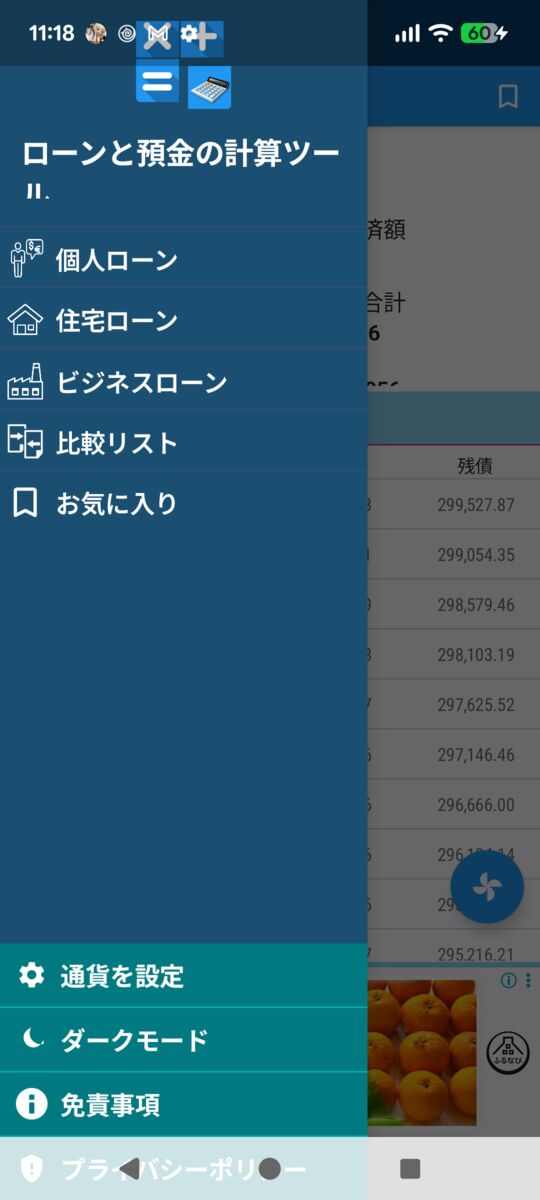 11:18
60
ローンと預金の計算ツー
ル
済額
合計
6
個人ローン
住宅ローン
ビジネスローン
比較リスト
お気に入り
残債
299,527.87
299,054.35
298,579.46
298,103.19
297,625.52
297,146.46
296,666.00
295,216.21
通貨を設定
ダークモード
免責事項
ふるなび
プライバシーポリシー